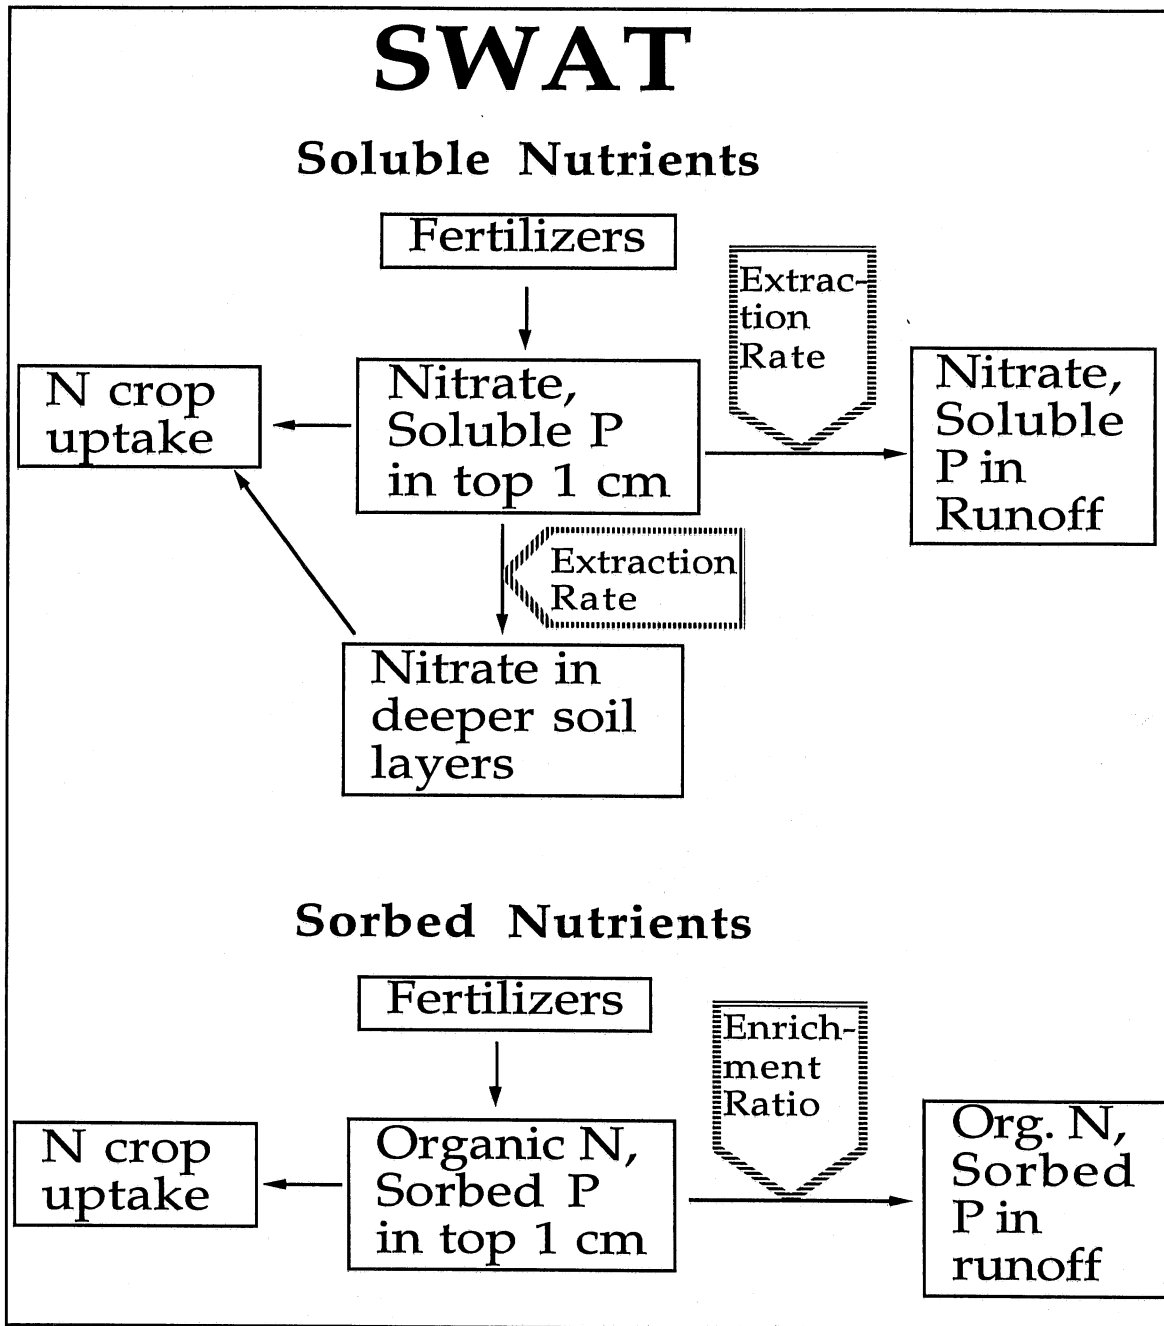 SWAT
Soluble Nutrients
Fertilizers
Extrac-
tion
Rate
N crop
uptake
Nitrate,
Soluble P
in top 1 cm
Nitrate,
Soluble
P in
Runoff
Extraction
Rate
Nitrate in
deeper soil
layers
Sorbed Nutrients
Fertilizers
Enrich-
ment
Ratio
N crop
uptake
Organic N,
Sorbed P
in top 1 cm
Org. N,
Sorbed
P in
runoff